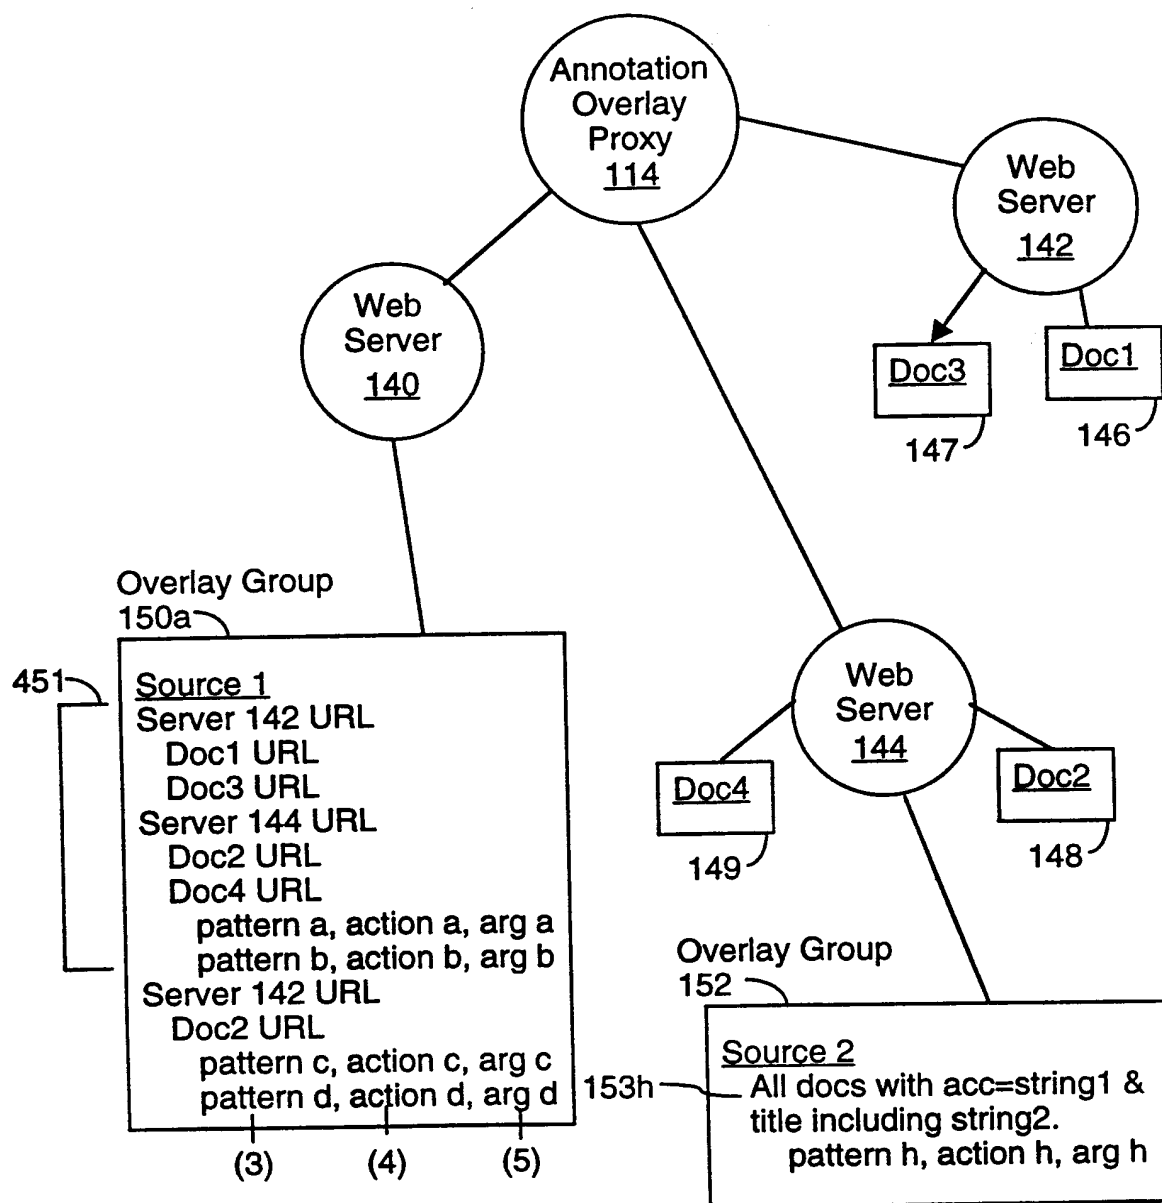 Annotation
Overlay
Proxy
114
Web
Server
142
Web
Server
140
Doc3
Doc1
147
146
Overlay Group
150a
451
Source 1
Server 142 URL
Doc1 URL
Doc3 URL
Server 144 URL
Doc2 URL
Doc4 URL
pattern a, action a, arg a
pattern b, action b, arg b
Server 142 URL
Doc2 URL
pattern c, action c, arg c
pattern d, action d, arg d
(3) (4) (5)
Web
Server
144
Doc4
Doc2
149
148
Overlay Group
152
153h
Source 2
All docs with acc=string1 &
title including string2.
pattern h, action h, arg h